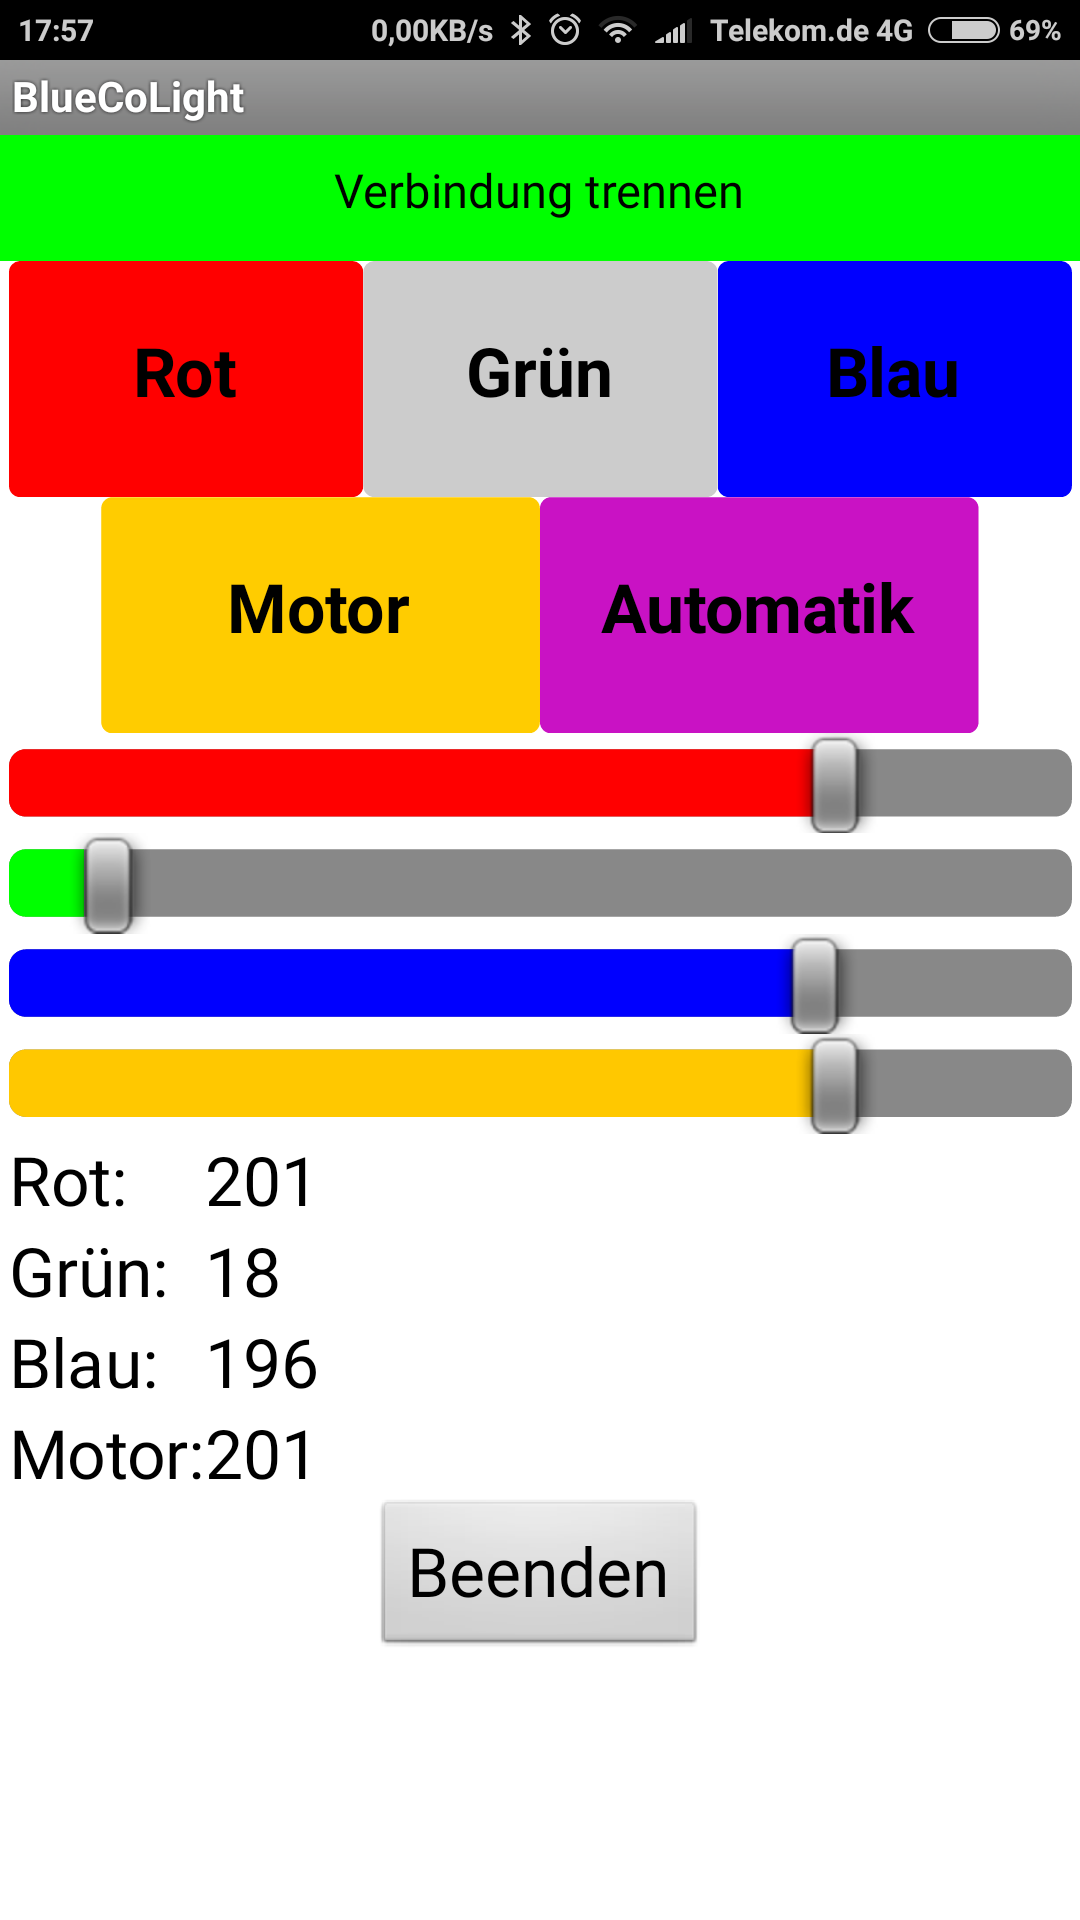 17:57 0,00KB/s Telekom.de 4G 69%
BlueCoLight
Verbindung trennen
Rot Grün Blau
Motor Automatik
Rot: 201
Grün: 18
Blau: 196
Motor:201
Beenden